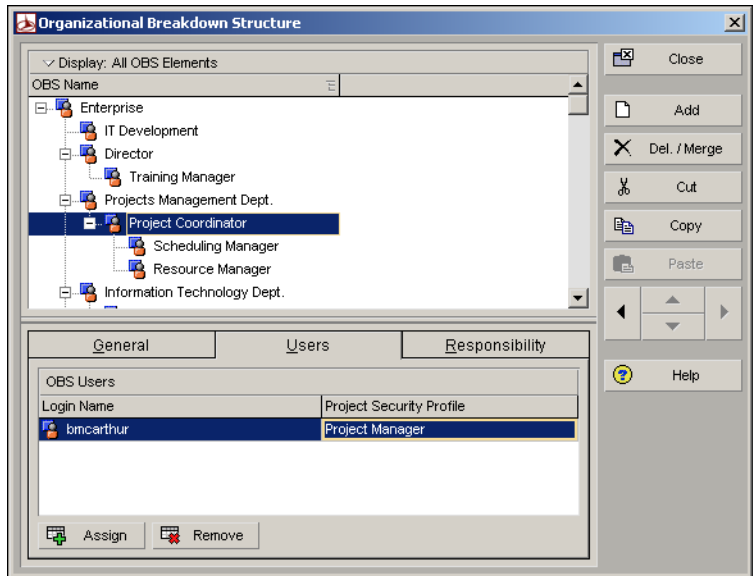 Organizational Breakdown Structure
Display: All OBS Elements
OBS Name
Enterprise
IT Development
Director
Training Manager
Projects Management Dept.
Project Coordinator
Scheduling Manager
Resource Manager
Information Technology Dept.
General Users Responsibility
OBS Users
Login Name Project Security Profile
bmcarthur Project Manager
Assign Remove
Close
Add
Del. / Merge
Cut
Copy
Paste
Help